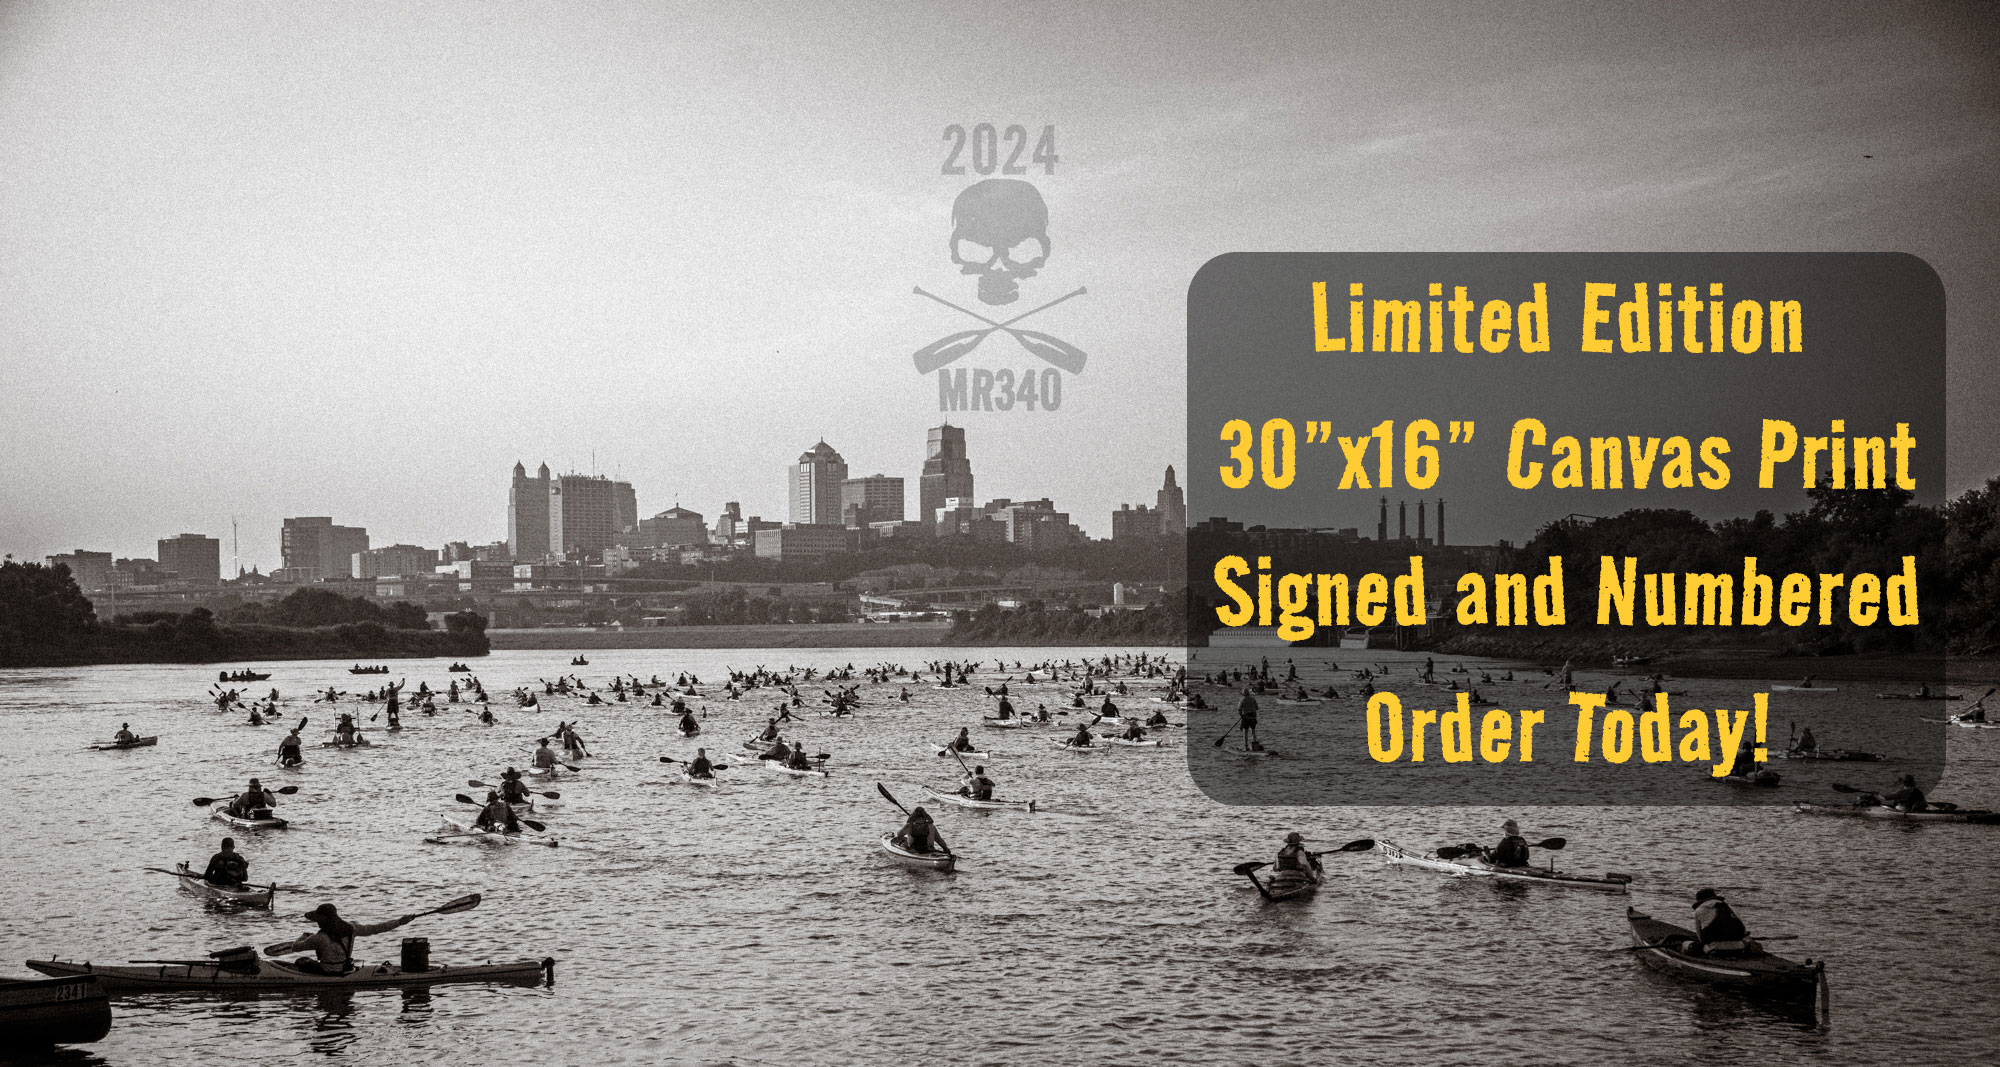 2024
MR340
Limited Edition
30”x16” Canvas Print
Signed and Numbered
Order Today!
2341